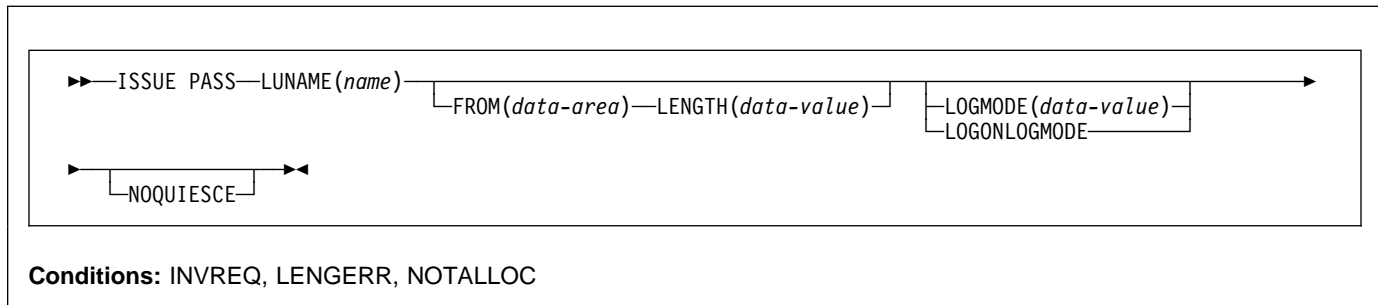 ►►──ISSUE PASS──LUNAME(name)──FROM(data-area)──LENGTH(data-value)──LOGMODE(data-value)──►
LOGONLOGMODE
►──NOQUIESCE──►◄
Conditions: INVREQ, LENGERR, NOTALLOC